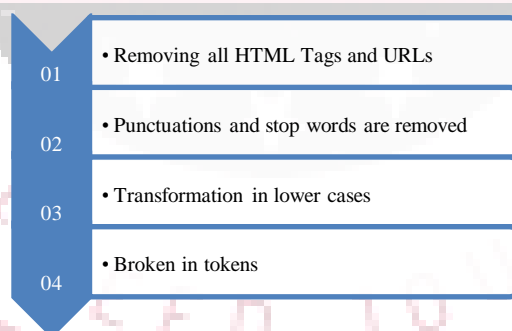 01
• Removing all HTML Tags and URLs
02
• Punctuations and stop words are removed
03
• Transformation in lower cases
04
• Broken in tokens